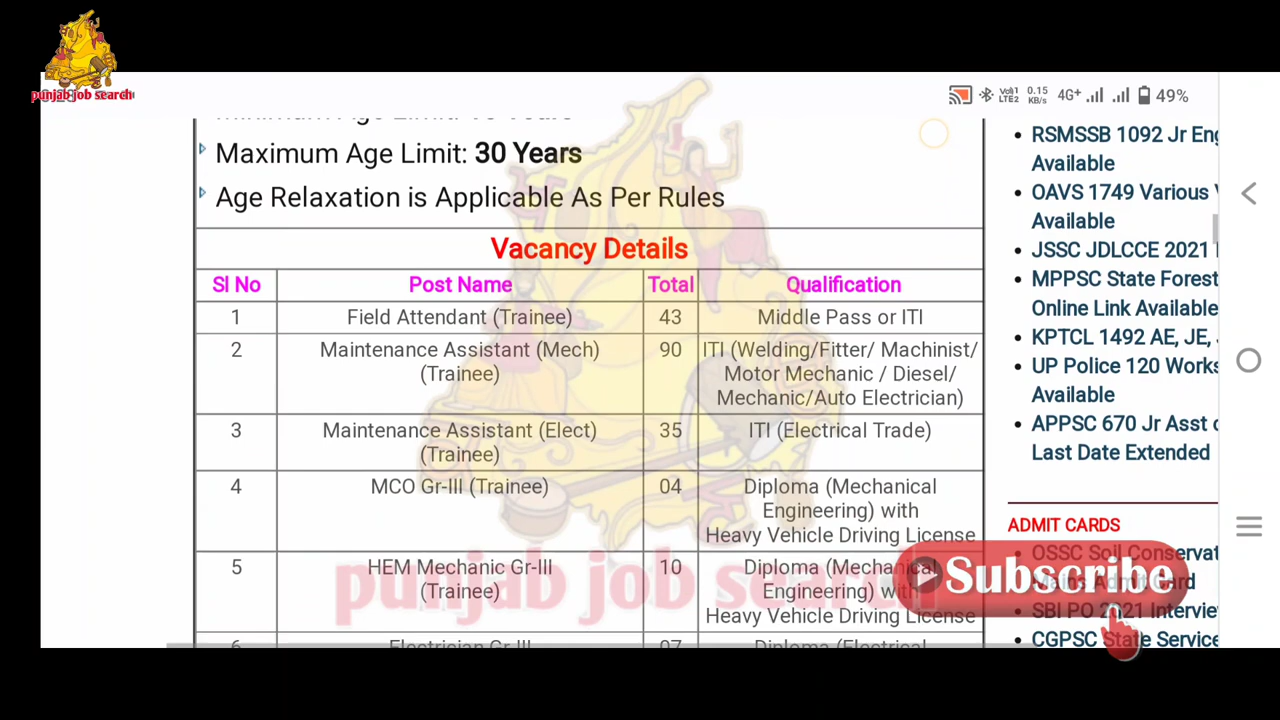 punjab job search
0.15
KB/s
4G+
49%
Maximum Age Limit: 30 Years
Age Relaxation is Applicable As Per Rules
Vacancy Details
Sl No Post Name Total Qualification
1 Field Attendant (Trainee) 43 Middle Pass or ITI
2 Maintenance Assistant (Mech) 90 ITI (Welding/Fitter/ Machinist/
(Trainee) Motor Mechanic / Diesel/
Mechanic/Auto Electrician)
3 Maintenance Assistant (Elect) 35 ITI (Electrical Trade)
(Trainee)
4 MCO Gr-III (Trainee) 04 Diploma (Mechanical
Engineering) with
Heavy Vehicle Driving License
5 HEM Mechanic Gr-III 10 Diploma (Mechanical
(Trainee) Engineering) with
Heavy Vehicle Driving License
punjab job search
RSMSSB 1092 Jr Eng
Available
OAVS 1749 Various
Available
JSSC JDLCCE 2021
MPPSC State Forest
Online Link Available
KPTCL 1492 AE, JE,
UP Police 120 Works
Available
APPSC 670 Jr Asst
Last Date Extended
ADMIT CARDS
OSSC Soil Conservat
Mains Admit Card
SBI PO 2021 Intervie
CGPSC State Service
Subscribe